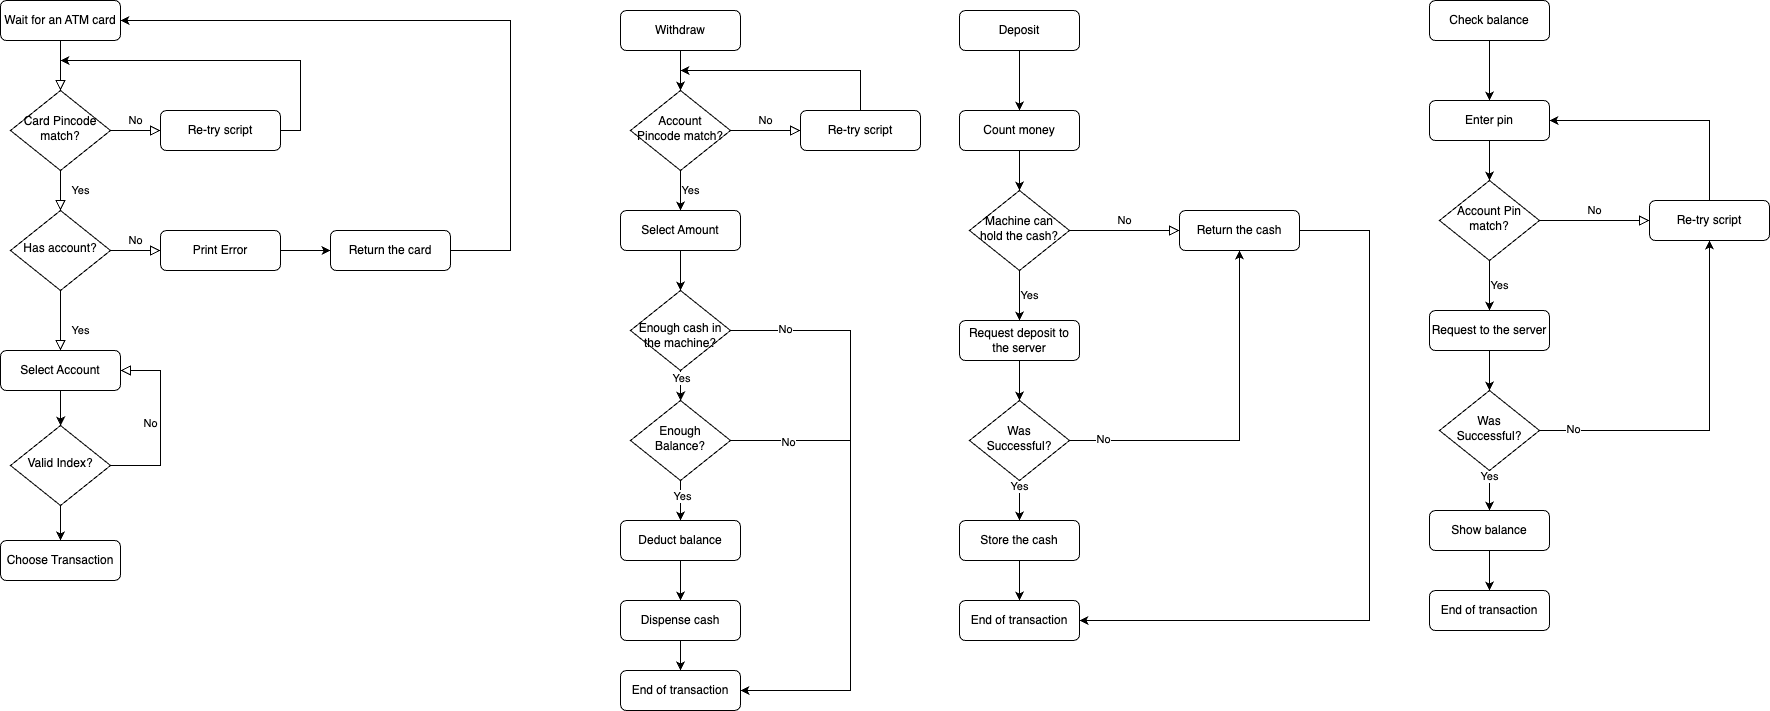 Wait for an ATM card
Card Pincode
match?
No
Re-try script
Yes
Has account?
No
Print Error
Return the card
Yes
Select Account
No
Valid Index?
Choose Transaction
Withdraw
Account
Pincode match?
No
Re-try script
Yes
Select Amount
Enough cash in
the machine?
No
Yes
Enough
Balance?
No
Yes
Deduct balance
Dispense cash
End of transaction
Deposit
Count money
Machine can
hold the cash?
No
Return the cash
Yes
Request deposit to
the server
Was
Successful?
No
Yes
Store the cash
End of transaction
Check balance
Enter pin
Account Pin
match?
No
Re-try script
Yes
Request to the server
Was
Successful?
No
Yes
Show balance
End of transaction